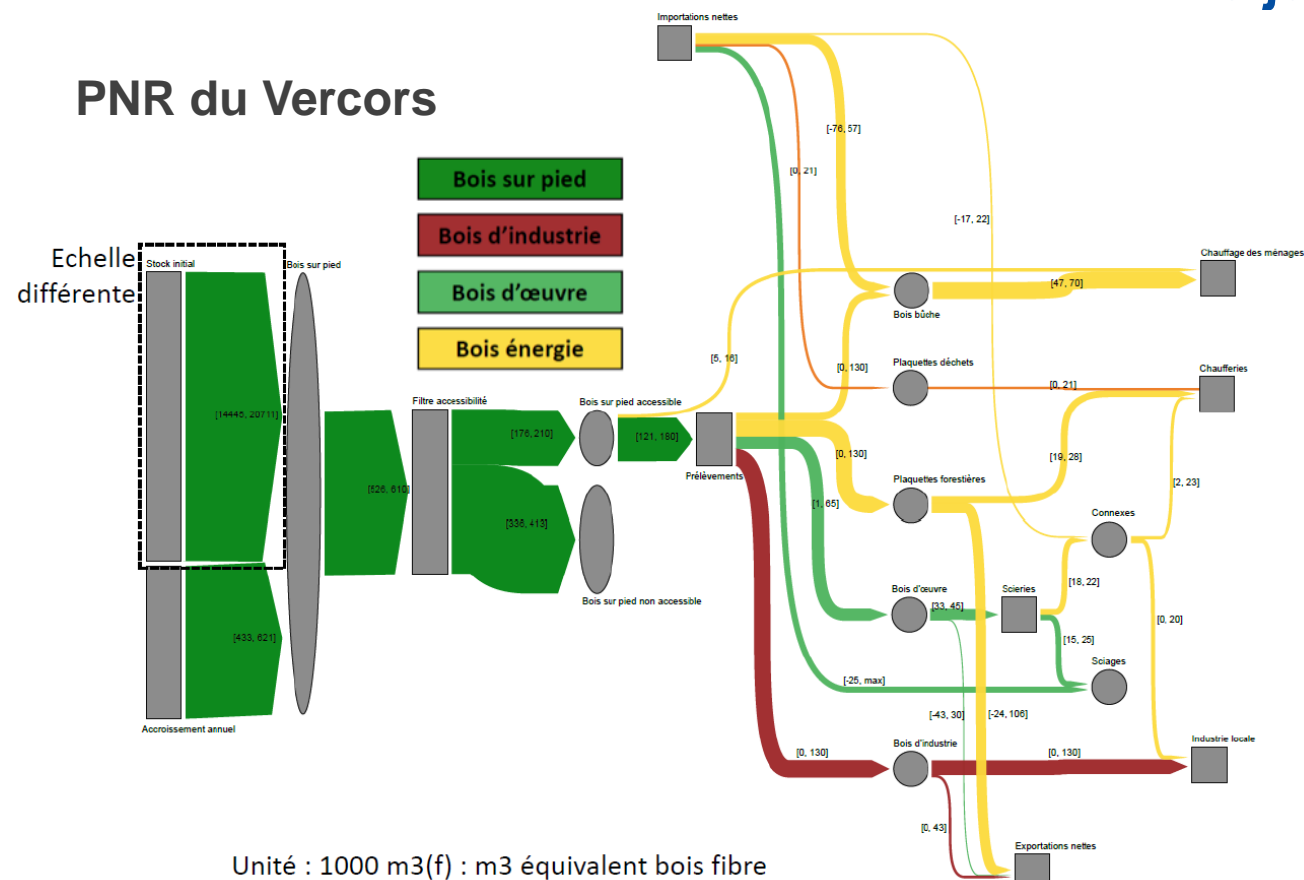 Importations nettes
PNR du Vercors
[-76, 57]
Bois sur pied
[0, 21]
Bois d'industrie
[-17, 22]
Echelle
différente
Stock initial
Bois sur pied
Chauffage des ménages
Bois d'œuvre
[47, 70]
Bois bûche
Bois énergie
[5, 16]
[0, 130]
Plaquettes déchets
Chaufferies
[0, 21]
Filtre accessibilité
Bois sur pied accessible
[14445, 20711]
[176, 210]
[121, 180]
Prélèvements
[0, 130]
[19, 28]
Plaquettes forestières
[526, 610]
[2, 23]
[1, 65]
Connexes
[336, 413]
[18, 22]
Bois d'œuvre
Scieries
Bois sur pied non accessible
[33, 45]
[0, 20]
[433, 621]
[15, 25]
Sciages
[-25, max]
[-43, 30]
[-24, 106]
Accroissement annuel
Bois d'industrie
Industrie locale
[0, 130]
[0, 130]
[0, 43]
Exportations nettes
Unité : 1000 m3(f) : m3 équivalent bois fibre